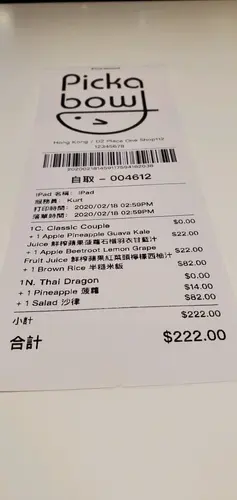 Picka
bowl
Hong Kong | D2 Place One Shop110
12345678
自取 - 004612
iPad 名稱： iPad
服務員： Kurt
打印時間： 2020/02/18 02:59PM
落單時間： 2020/02/18 02:59PM
1C. Classic Couple $0.00
+ 1 Apple Pineapple Guava Kale $22.00
Juice 鮮榨蘋果菠蘿石榴羽衣甘藍汁
+ 1 Apple Beetroot Lemon Grape $22.00
Fruit Juice 鮮榨蘋果紅菜頭檸檬西柚汁
+ 1 Brown Rice 半糙米飯 $82.00
1N. Thai Dragon $0.00
+ 1 Pineapple 菠蘿 $14.00
+ 1 Salad 沙律 $82.00
小計 $222.00
合計 $222.00